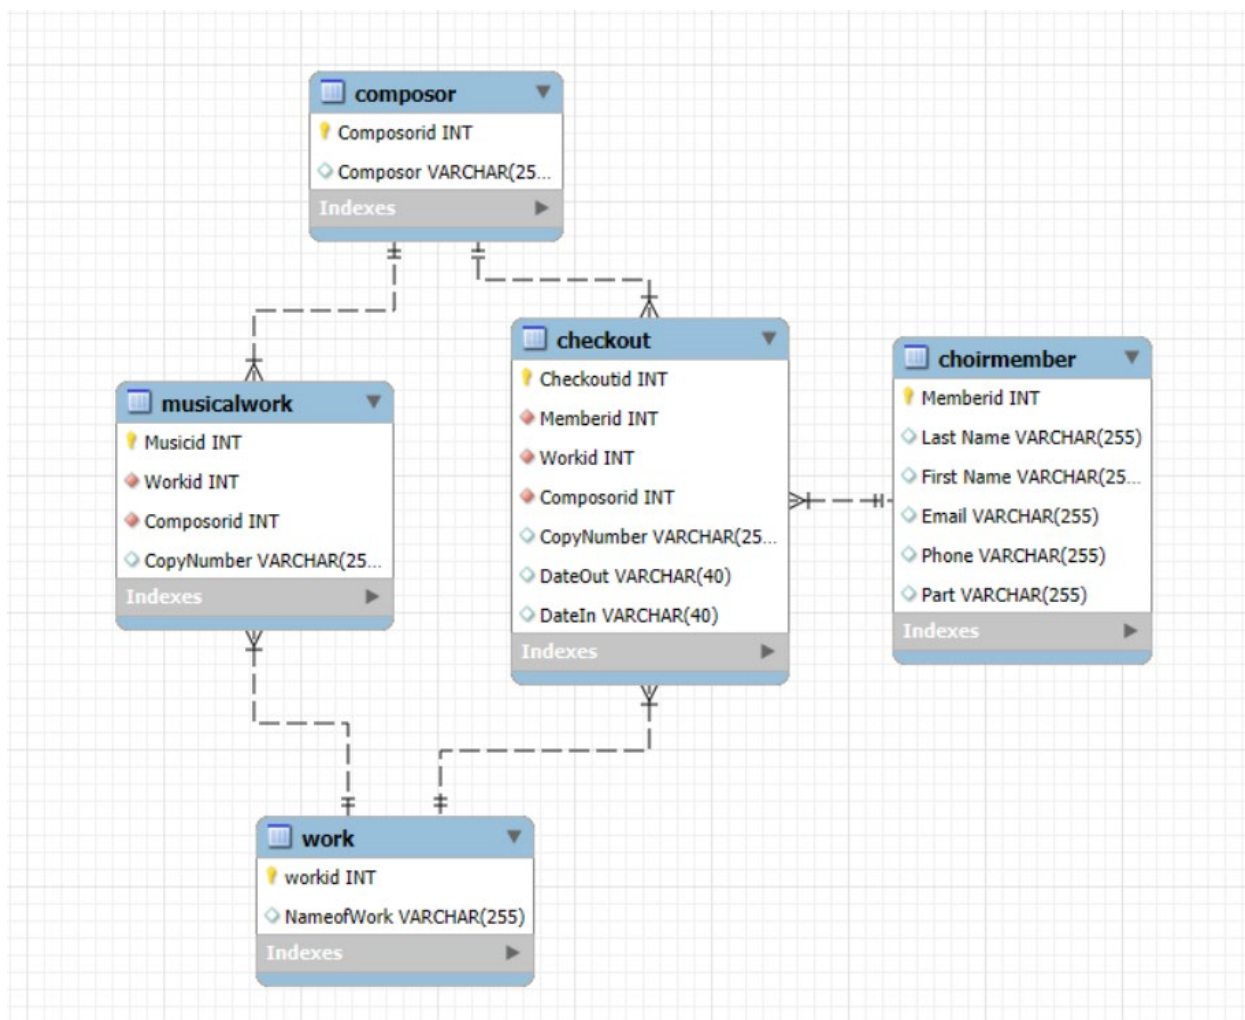 composor
Composorid INT
Composor VARCHAR(25...
Indexes
musicalwork
Musicid INT
Workid INT
Composorid INT
CopyNumber VARCHAR(25...
Indexes
checkout
Checkoutid INT
Memberid INT
Workid INT
Composorid INT
CopyNumber VARCHAR(25...
DateOut VARCHAR(40)
DateIn VARCHAR(40)
Indexes
choirmember
Memberid INT
Last Name VARCHAR(255)
First Name VARCHAR(25...
Email VARCHAR(255)
Phone VARCHAR(255)
Part VARCHAR(255)
Indexes
work
workid INT
NameofWork VARCHAR(255)
Indexes